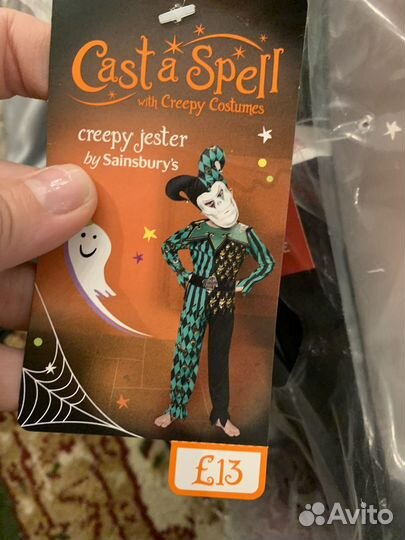 Cast a Spell
with Creepy Costumes
creepy jester
by Sainsbury's
£13
Avito